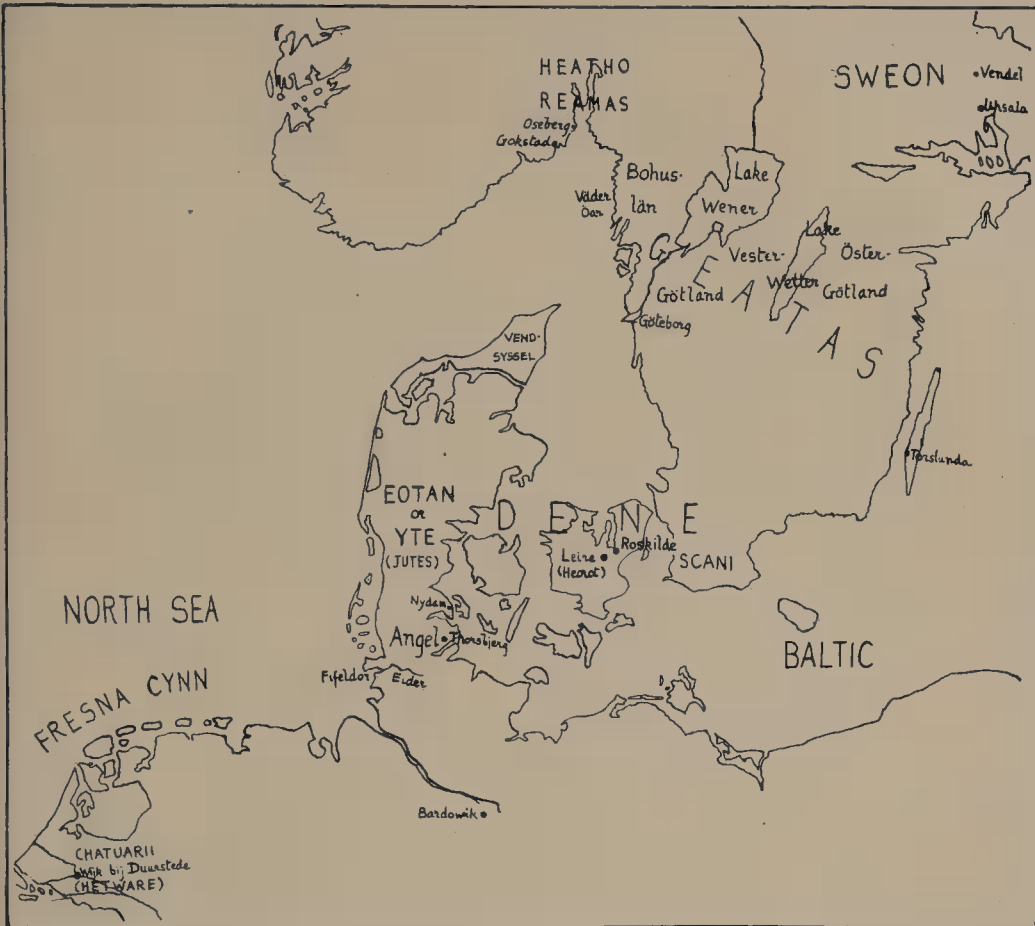 HEATHO
REAMAS
SWEON
Vendel
Upsala
Oseberg
Gokstad
Bohus-
län
Väder
Öar
Lake
Wener
Lake
Wetter
Vester-
Götland
Öster-
Götland
GEATAS
Göteborg
VEND-
SYSSEL
Torslunda
EOTAN
or
YTE
(JUTES)
DENE
Roskilde
Leire
(Heorot)
SCANI
NORTH SEA
Nydam
Angel
Thorsbjerg
BALTIC
Fifeldor
Eider
FRESNA CYNN
Bardowik
CHATUARII
Wijk bij Duurstede
(HETWARE)